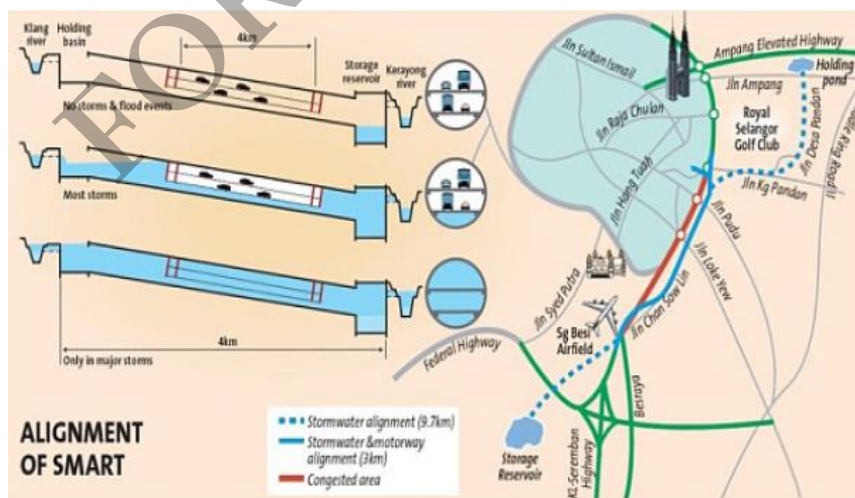 FOR
Klang
river
Holding
basin
4km
Storage
reservoir
Kerayong
river
No storms & flood events
Most storms
4km
Only in major storms
ALIGNMENT
OF SMART
Stormwater alignment (9.7km)
Stormwater &motorway
alignment (3km)
Congested area
Jln Sultan Ismail
Ampang Elevated Highway
Jln Ampang
Holding
pond
Jln Raja Chulan
Royal
Selangor
Golf Club
Jln Desa Pandan
Ring Road II
Jln Hang Tuah
Jln Kg Pandan
Jln Pudu
Jln Loke Yew
Jln Syed Putra
Jln Chan Sow Lin
Sg Besi
Airfield
Federal Highway
Besraya
Storage
Reservoir
KL-Seremban
Highway